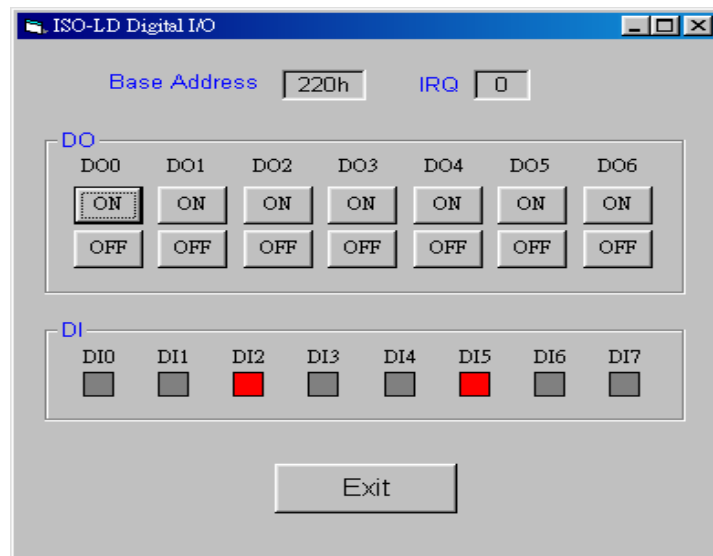 ISO-LD Digital I/O
Base Address 220h IRQ 0
DO
DO0 DO1 DO2 DO3 DO4 DO5 DO6
ON ON ON ON ON ON ON
OFF OFF OFF OFF OFF OFF OFF
DI
DI0 DI1 DI2 DI3 DI4 DI5 DI6 DI7
Exit